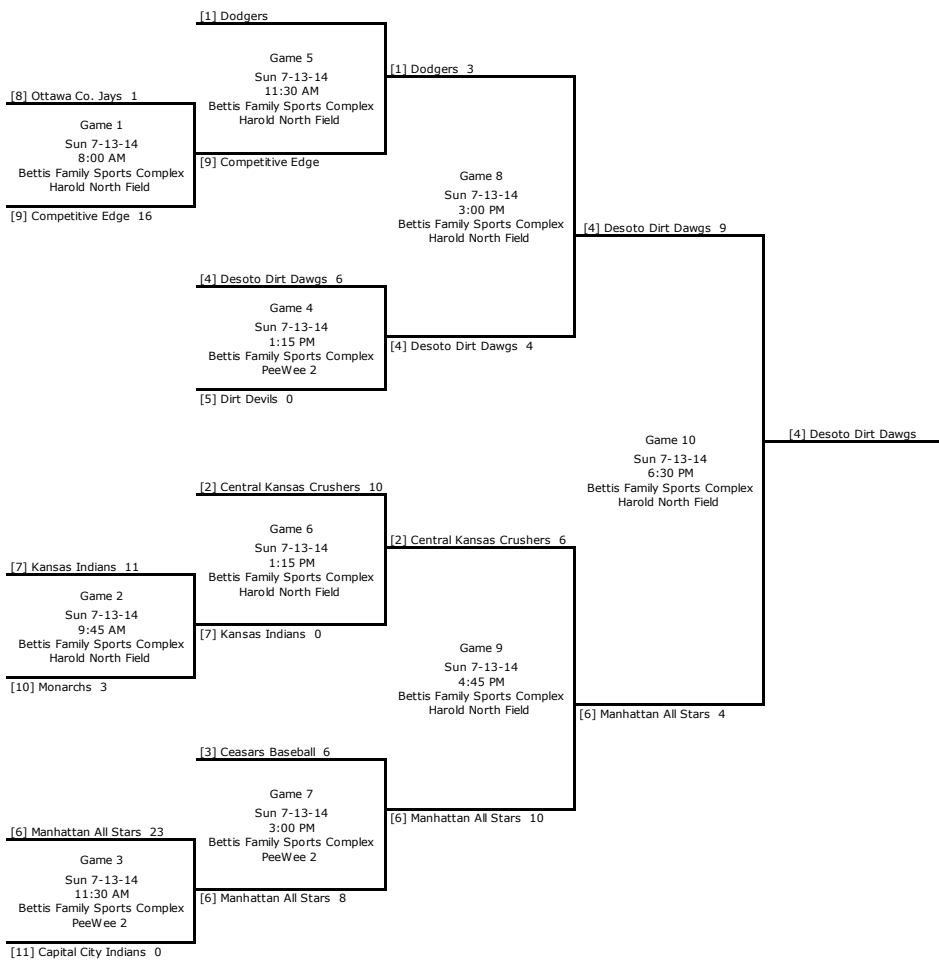 [1] Dodgers
Game 5
Sun 7-13-14
11:30 AM
Bettis Family Sports Complex
Harold North Field
[1] Dodgers 3
[8] Ottawa Co. Jays 1
Game 1
Sun 7-13-14
8:00 AM
Bettis Family Sports Complex
Harold North Field
[9] Competitive Edge
[9] Competitive Edge 16
Game 8
Sun 7-13-14
3:00 PM
Bettis Family Sports Complex
Harold North Field
[4] Desoto Dirt Dawgs 9
[4] Desoto Dirt Dawgs 6
Game 4
Sun 7-13-14
1:15 PM
Bettis Family Sports Complex
PeeWee 2
[4] Desoto Dirt Dawgs 4
[5] Dirt Devils 0
Game 10
Sun 7-13-14
6:30 PM
Bettis Family Sports Complex
Harold North Field
[4] Desoto Dirt Dawgs
[2] Central Kansas Crushers 10
Game 6
Sun 7-13-14
1:15 PM
Bettis Family Sports Complex
Harold North Field
[2] Central Kansas Crushers 6
[7] Kansas Indians 11
Game 2
Sun 7-13-14
9:45 AM
Bettis Family Sports Complex
Harold North Field
[7] Kansas Indians 0
[10] Monarchs 3
Game 9
Sun 7-13-14
4:45 PM
Bettis Family Sports Complex
Harold North Field
[6] Manhattan All Stars 4
[3] Ceasars Baseball 6
Game 7
Sun 7-13-14
3:00 PM
Bettis Family Sports Complex
PeeWee 2
[6] Manhattan All Stars 10
[6] Manhattan All Stars 23
Game 3
Sun 7-13-14
11:30 AM
Bettis Family Sports Complex
PeeWee 2
[6] Manhattan All Stars 8
[11] Capital City Indians 0